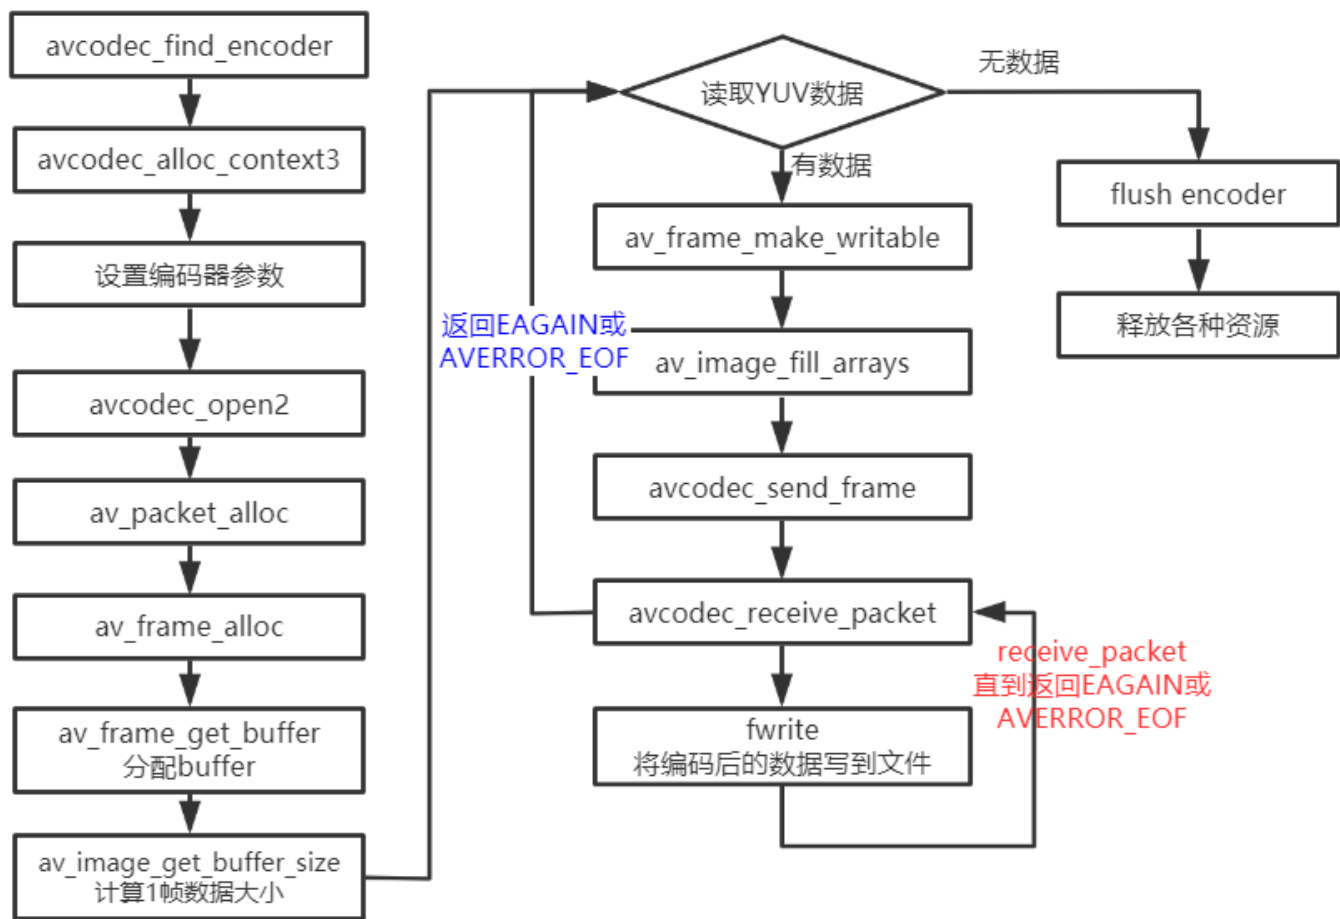 avcodec_find_encoder
avcodec_alloc_context3
设置编码器参数
avcodec_open2
av_packet_alloc
av_frame_alloc
av_frame_get_buffer
分配buffer
av_image_get_buffer_size
计算1帧数据大小
读取YUV数据
无数据
有数据
av_frame_make_writable
av_image_fill_arrays
avcodec_send_frame
avcodec_receive_packet
fwrite
将编码后的数据写到文件
返回EAGAIN或
AVERROR_EOF
receive_packet
直到返回EAGAIN或
AVERROR_EOF
flush encoder
释放各种资源